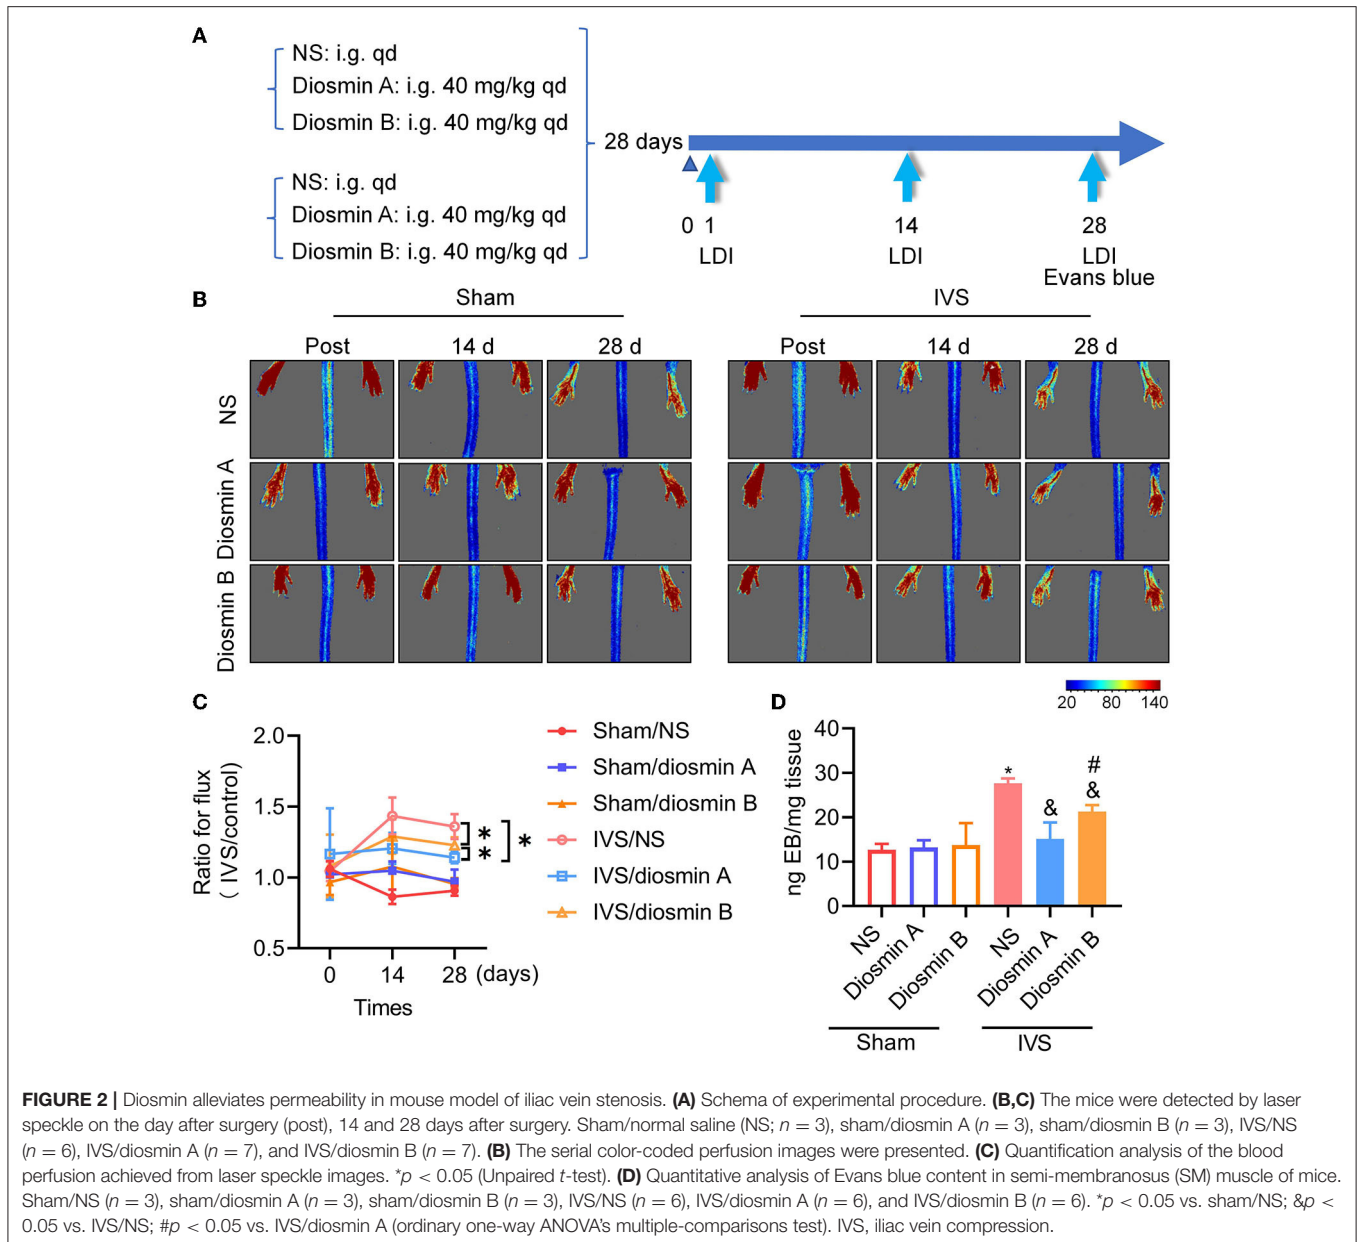 A
NS: i.g. qd
Diosmin A: i.g. 40 mg/kg qd
Diosmin B: i.g. 40 mg/kg qd
NS: i.g. qd
Diosmin A: i.g. 40 mg/kg qd
Diosmin B: i.g. 40 mg/kg qd
28 days
0 1 14 28
LDI LDI LDI
Evans blue
B
Sham IVS
Post 14 d 28 d Post 14 d 28 d
NS
Diosmin A
Diosmin B
20 80 140
C
Ratio for flux
( IVS/control)
2.0
1.5
1.0
0.5
0 14 28 (days)
Times
Sham/NS
Sham/diosmin A
Sham/diosmin B
IVS/NS
IVS/diosmin A
IVS/diosmin B
*
*
*
D
ng EB/mg tissue
40
30
20
10
0
*
&
#
&
NS Diosmin A Diosmin B NS Diosmin A Diosmin B
Sham IVS
FIGURE 2 | Diosmin alleviates permeability in mouse model of iliac vein stenosis. (A) Schema of experimental procedure. (B,C) The mice were detected by laser
speckle on the day after surgery (post), 14 and 28 days after surgery. Sham/normal saline (NS; n = 3), sham/diosmin A (n = 3), sham/diosmin B (n = 3), IVS/NS
(n = 6), IVS/diosmin A (n = 7), and IVS/diosmin B (n = 7). (B) The serial color-coded perfusion images were presented. (C) Quantification analysis of the blood
perfusion achieved from laser speckle images. *p < 0.05 (Unpaired t-test). (D) Quantitative analysis of Evans blue content in semi-membranosus (SM) muscle of mice.
Sham/NS (n = 3), sham/diosmin A (n = 3), sham/diosmin B (n = 3), IVS/NS (n = 6), IVS/diosmin A (n = 6), and IVS/diosmin B (n = 6). *p < 0.05 vs. sham/NS; &p <
0.05 vs. IVS/NS; #p < 0.05 vs. IVS/diosmin A (ordinary one-way ANOVA's multiple-comparisons test). IVS, iliac vein compression.